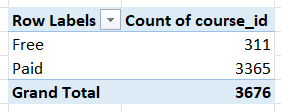 Row Labels Count of course_id
Free 311
Paid 3365
Grand Total 3676